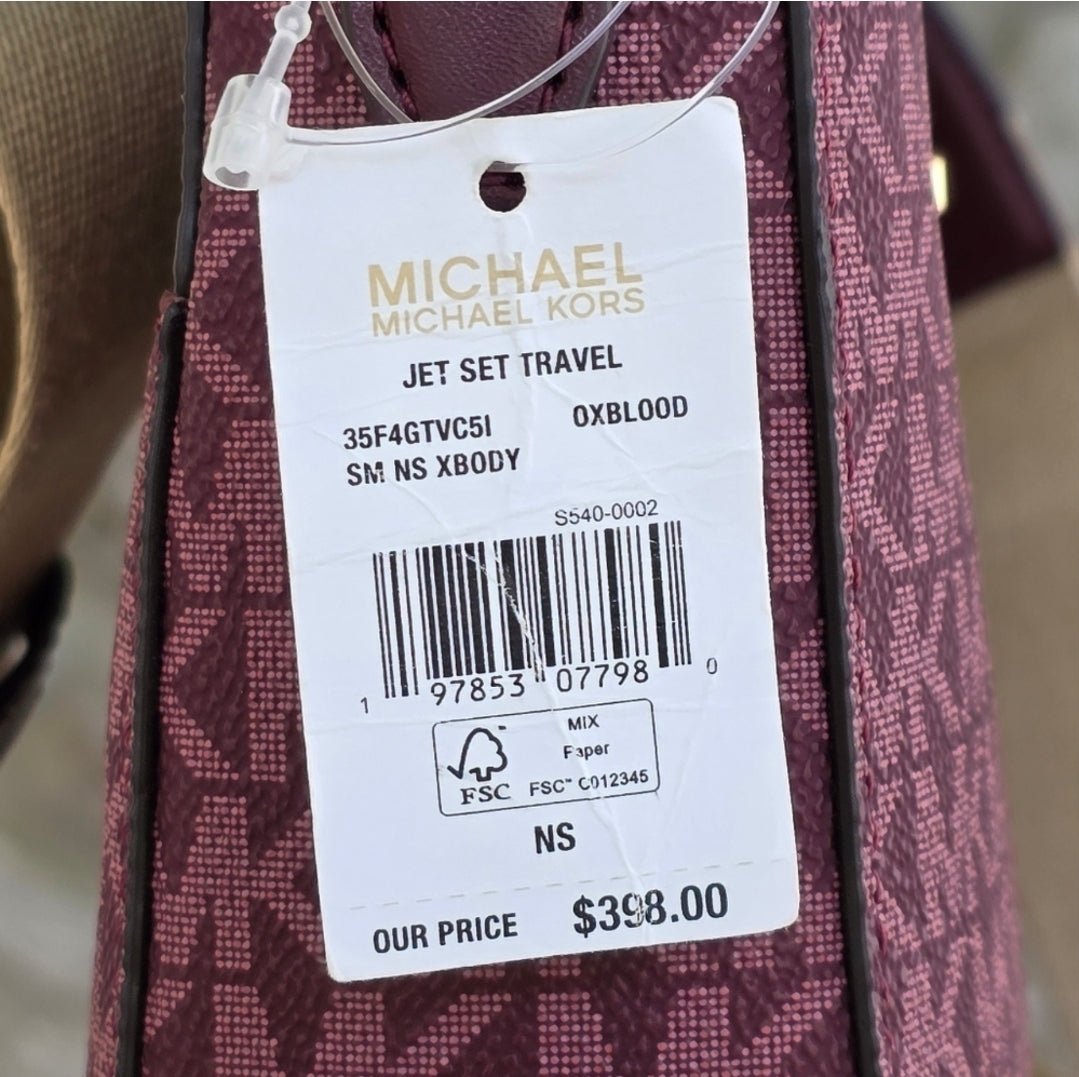 MICHAEL
MICHAEL KORS
JET SET TRAVEL
35F4GTVC5I OXBLOOD
SM NS XBODY
S540-0002
1 97853 07798 0
MIX
Paper
FSC™ C012345
FSC
NS
OUR PRICE $398.00